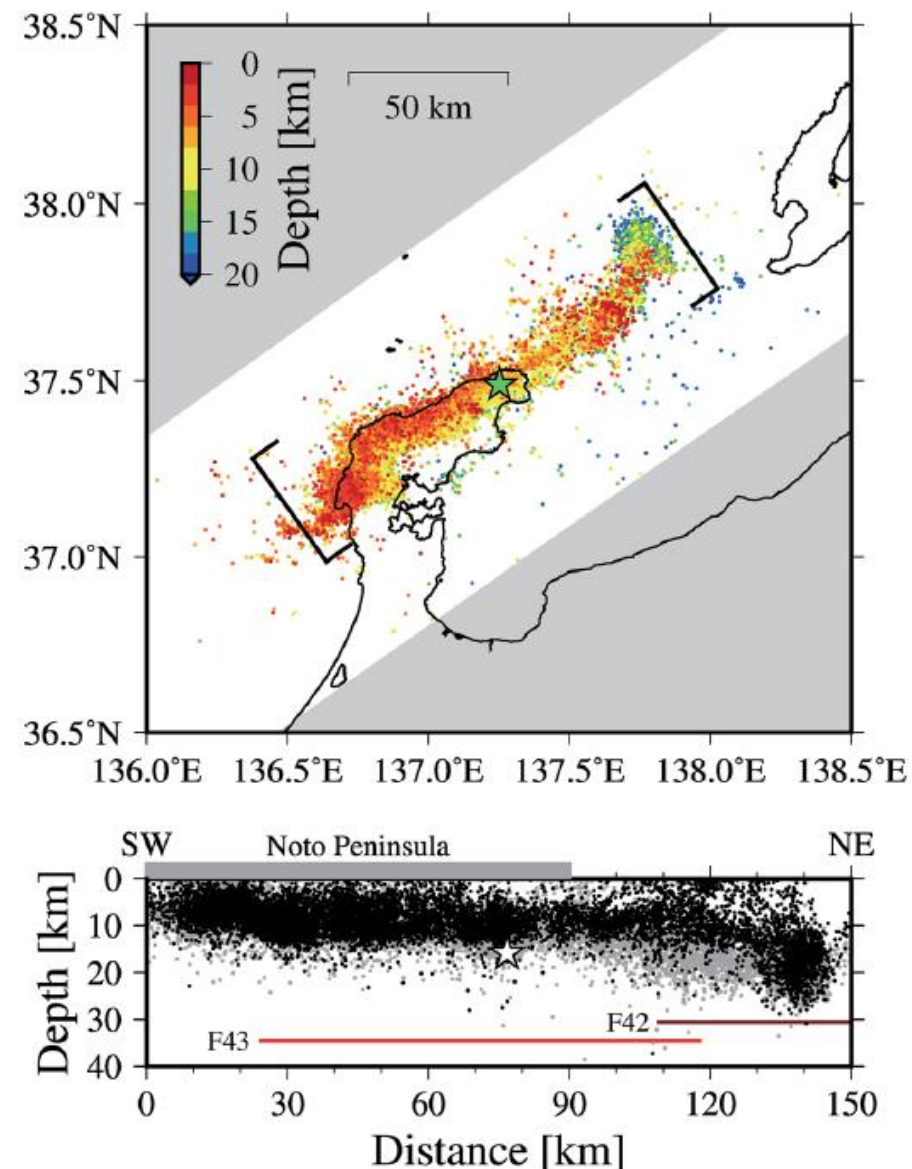 38.5°N
38.0°N
37.5°N
37.0°N
36.5°N
136.0°E 136.5°E 137.0°E 137.5°E 138.0°E 138.5°E
0
5
10
15
20
Depth [km]
50 km
SW Noto Peninsula NE
Depth [km]
0
10
20
30
40
F42
F43
0 30 60 90 120 150
Distance [km]